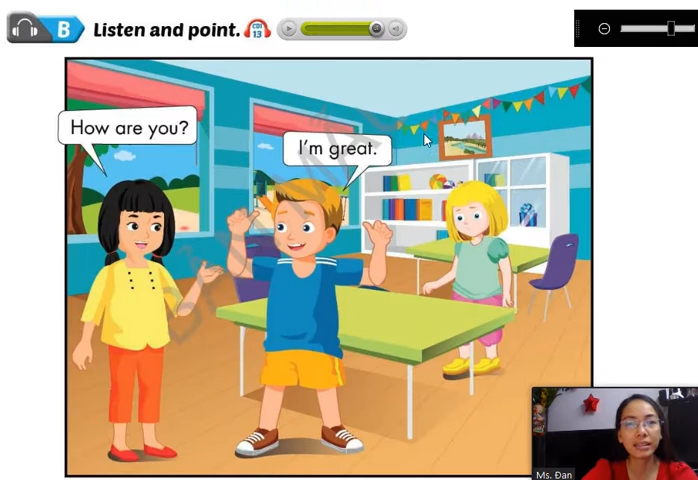 B Listen and point. CD1
13
How are you?
I'm great.
Ms. Đan